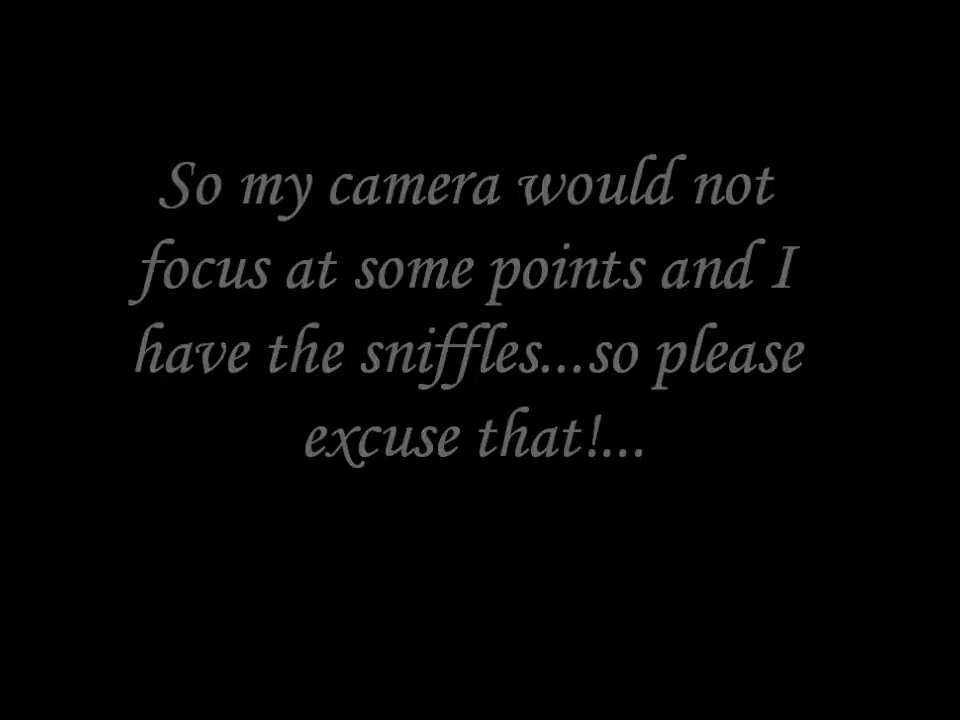 So my camera would not
focus at some points and I
have the sniffles...so please
excuse that!...